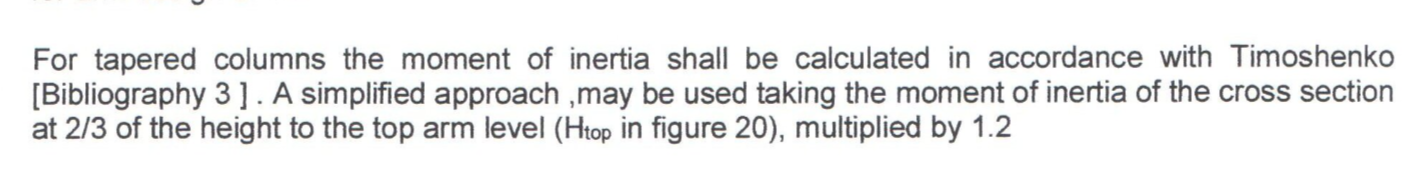 For tapered columns the moment of inertia shall be calculated in accordance with Timoshenko
[Bibliography 3 ] . A simplified approach ,may be used taking the moment of inertia of the cross section
at 2/3 of the height to the top arm level (Htop in figure 20), multiplied by 1.2